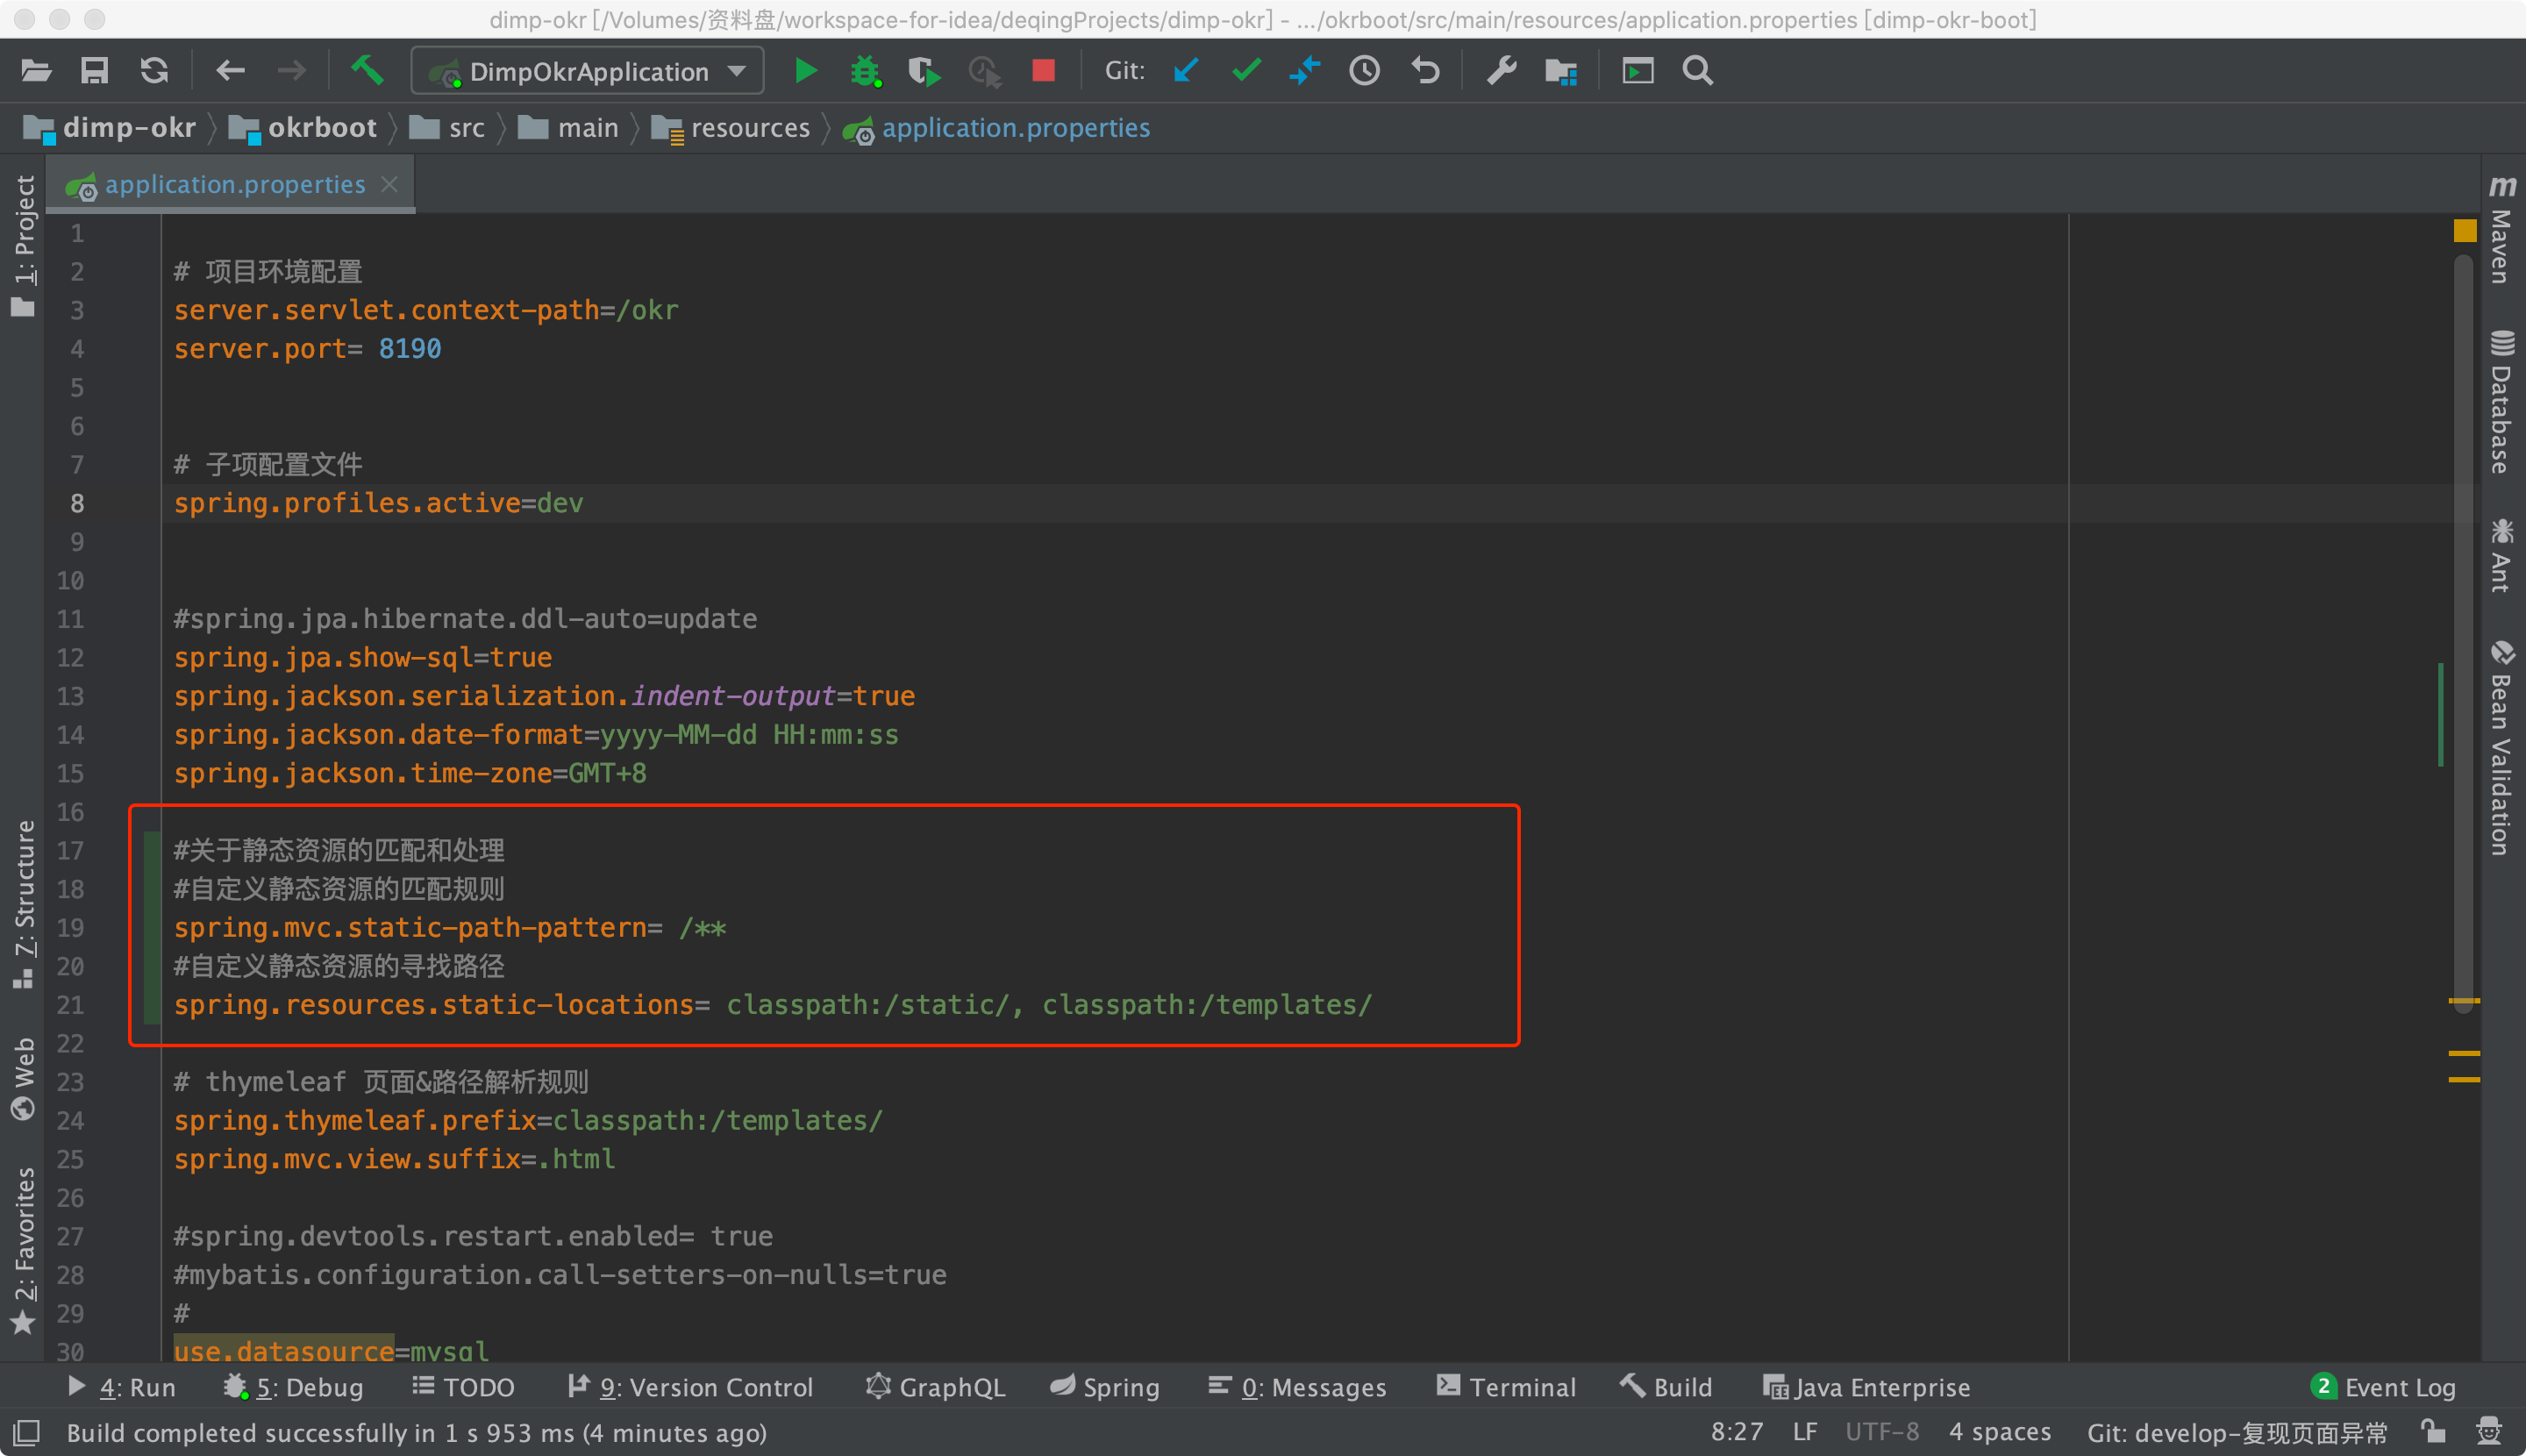 dimp-okr [/Volumes/资料盘/workspace-for-idea/deqingProjects/dimp-okr] - .../okrboot/src/main/resources/application.properties [dimp-okr-boot]
DimpOkrApplication
Git:
dimp-okr
okrboot
src
main
resources
application.properties
application.properties
1: Project
7: Structure
Web
2: Favorites
1
2 # 项目环境配置
3 server.servlet.context-path=/okr
4 server.port= 8190
5
6
7 # 子项配置文件
8 spring.profiles.active=dev
9
10
11 #spring.jpa.hibernate.ddl-auto=update
12 spring.jpa.show-sql=true
13 spring.jackson.serialization.indent-output=true
14 spring.jackson.date-format=yyyy-MM-dd HH:mm:ss
15 spring.jackson.time-zone=GMT+8
16
17 #关于静态资源的匹配和处理
18 #自定义静态资源的匹配规则
19 spring.mvc.static-path-pattern= /**
20 #自定义静态资源的寻找路径
21 spring.resources.static-locations= classpath:/static/, classpath:/templates/
22
23 # thymeleaf 页面&路径解析规则
24 spring.thymeleaf.prefix=classpath:/templates/
25 spring.mvc.view.suffix=.html
26
27 #spring.devtools.restart.enabled= true
28 #mybatis.configuration.call-setters-on-nulls=true
29 #
30 use.datasource=mysql
m
Maven
Database
Ant
Bean Validation
4: Run
5: Debug
TODO
9: Version Control
GraphQL
Spring
0: Messages
Terminal
Build
Java Enterprise
2 Event Log
Build completed successfully in 1 s 953 ms (4 minutes ago)
8:27
LF
UTF-8
4 spaces
Git: develop-复现页面异常